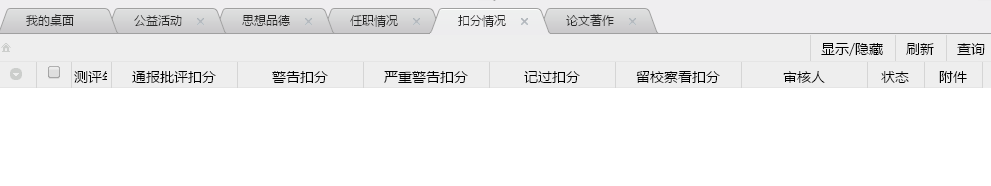 我的桌面 公益活动 思想品德 任职情况 扣分情况 论文著作
显示/隐藏 刷新 查询
测评 通报批评扣分 警告扣分 严重警告扣分 记过扣分 留校察看扣分 审核人 状态 附件